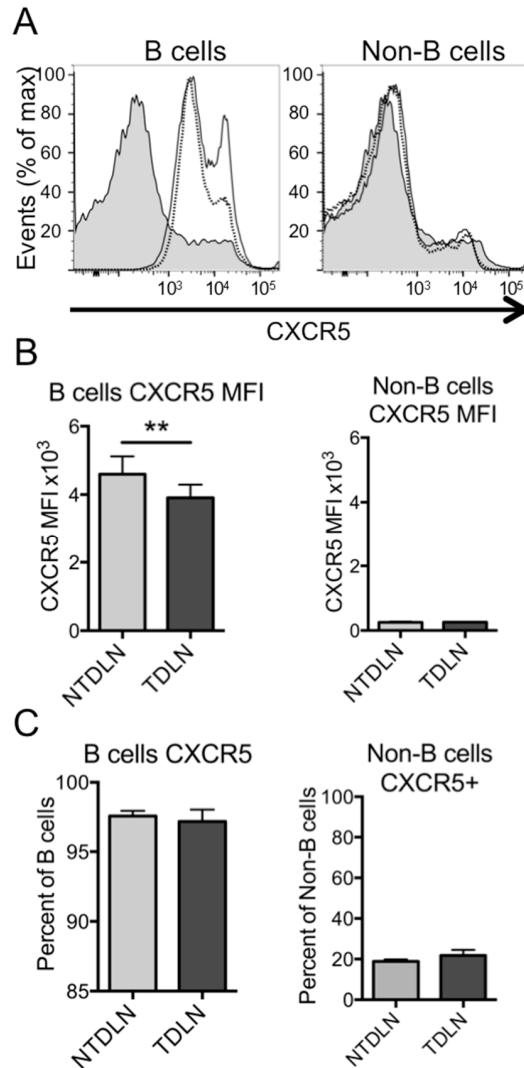 A
B cells
Non-B cells
Events (% of max)
100
80
60
40
20
10³
10⁴
10⁵
100
80
60
40
20
10³
10⁴
10⁵
CXCR5
B
B cells CXCR5 MFI
CXCR5 MFI x10³
6
4
2
0
**
NTDLN
TDLN
Non-B cells
CXCR5 MFI
CXCR5 MFI x10³
6
4
2
0
NTDLN
TDLN
C
B cells CXCR5
Percent of B cells
100
95
90
85
NTDLN
TDLN
Non-B cells
CXCR5+
Percent of Non-B cells
100
80
60
40
20
0
NTDLN
TDLN